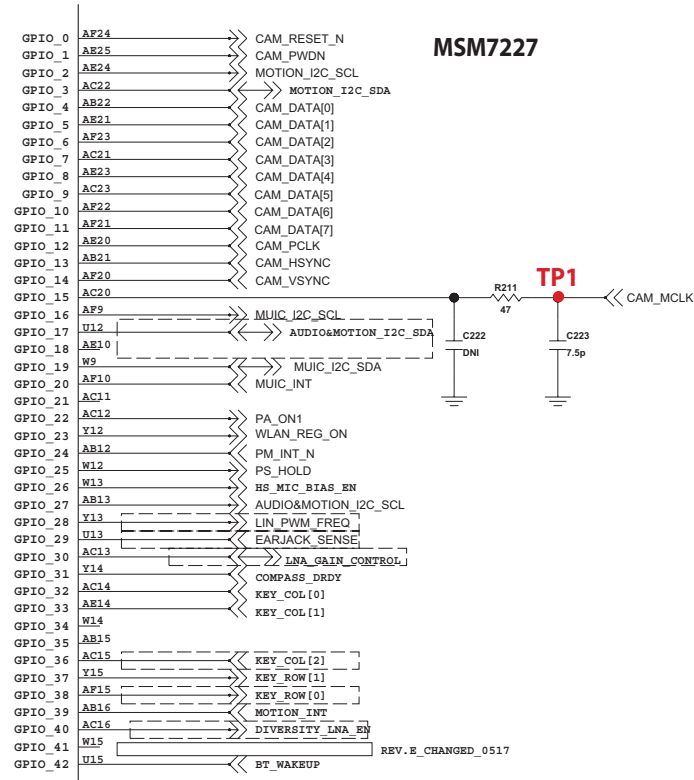 MSM7227
GPIO_0 AF24 CAM_RESET_N
GPIO_1 AE25 CAM_PWDN
GPIO_2 AE24 MOTION_I2C_SCL
GPIO_3 AC22 MOTION_I2C_SDA
GPIO_4 AB22 CAM_DATA[0]
GPIO_5 AE21 CAM_DATA[1]
GPIO_6 AF23 CAM_DATA[2]
GPIO_7 AC21 CAM_DATA[3]
GPIO_8 AE23 CAM_DATA[4]
GPIO_9 AC23 CAM_DATA[5]
GPIO_10 AF22 CAM_DATA[6]
GPIO_11 AF21 CAM_DATA[7]
GPIO_12 AE20 CAM_PCLK
GPIO_13 AB21 CAM_HSYNC
GPIO_14 AF20 CAM_VSYNC
GPIO_15 AC20 R211 47 TP1 CAM_MCLK
GPIO_16 AF9 MUIC_I2C_SCL
GPIO_17 U12 AUDIO&MOTION_I2C_SDA
C222 DNI
C223 7.5p
GPIO_18 AE10
GPIO_19 W9 MUIC_I2C_SDA
GPIO_20 AF10 MUIC_INT
GPIO_21 AC11
GPIO_22 AC12 PA_ON1
GPIO_23 Y12 WLAN_REG_ON
GPIO_24 AB12 PM_INT_N
GPIO_25 W12 PS_HOLD
GPIO_26 W13 HS_MIC_BIAS_EN
GPIO_27 AB13 AUDIO&MOTION_I2C_SCL
GPIO_28 Y13 LIN_PWM_FREQ
GPIO_29 U13 EARJACK_SENSE
GPIO_30 AC13 LNA_GAIN_CONTROL
GPIO_31 Y14 COMPASS_DRDY
GPIO_32 AC14 KEY_COL[0]
GPIO_33 AE14 KEY_COL[1]
GPIO_34 W14
GPIO_35 AB15
GPIO_36 AC15 KEY_COL[2]
GPIO_37 Y15 KEY_ROW[1]
GPIO_38 AF15 KEY_ROW[0]
GPIO_39 AB16 MOTION_INT
GPIO_40 AC16 DIVERSITY_LNA_EN
GPIO_41 W15 REV.E_CHANGED_0517
GPIO_42 U15 BT_WAKEUP